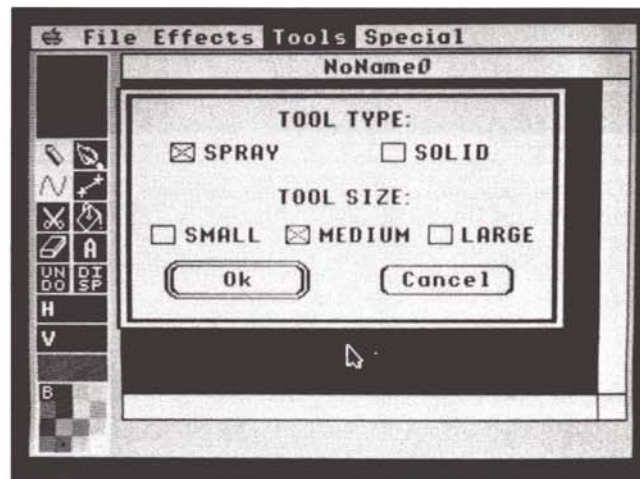 File Effects Tools Special
NoName0
TOOL TYPE:
SPRAY SOLID
TOOL SIZE:
SMALL MEDIUM LARGE
Ok Cancel
A
UN DO DI SP
H
V
B